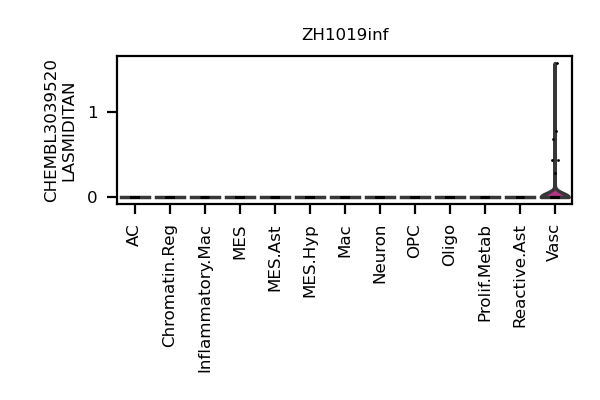 ZH1019inf
CHEMBL3039520
LASMIDITAN
1
0
AC
Chromatin.Reg
Inflammatory.Mac
MES
MES.Ast
MES.Hyp
Mac
Neuron
OPC
Oligo
Prolif.Metab
Reactive.Ast
Vasc